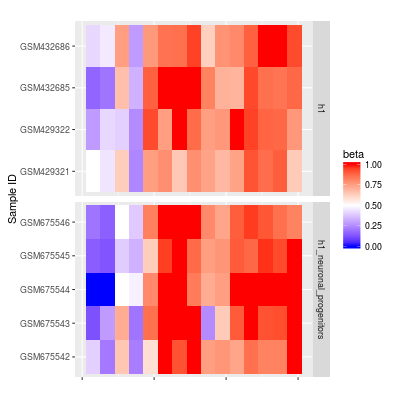 GSM432686
GSM432685
GSM429322
GSM429321
h1
GSM675546
GSM675545
GSM675544
GSM675543
GSM675542
h1_neuronal_progenitors
Sample ID
beta
1.00
0.75
0.50
0.25
0.00